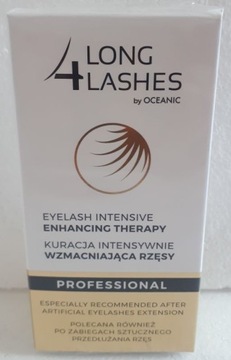 4 LONG
LASHES
by OCEANIC
EYELASH INTENSIVE
ENHANCING THERAPY
KURACJA INTENSYWNIE
WZMACNIAJĄCA RZĘSY
PROFESSIONAL
ESPECIALLY RECOMMENDED AFTER
ARTIFICIAL EYELASHES EXTENSION
POLECANA RÓWNIEŻ
PO ZABIEGACH SZTUCZNEGO
PRZEDŁUŻANIA RZĘS